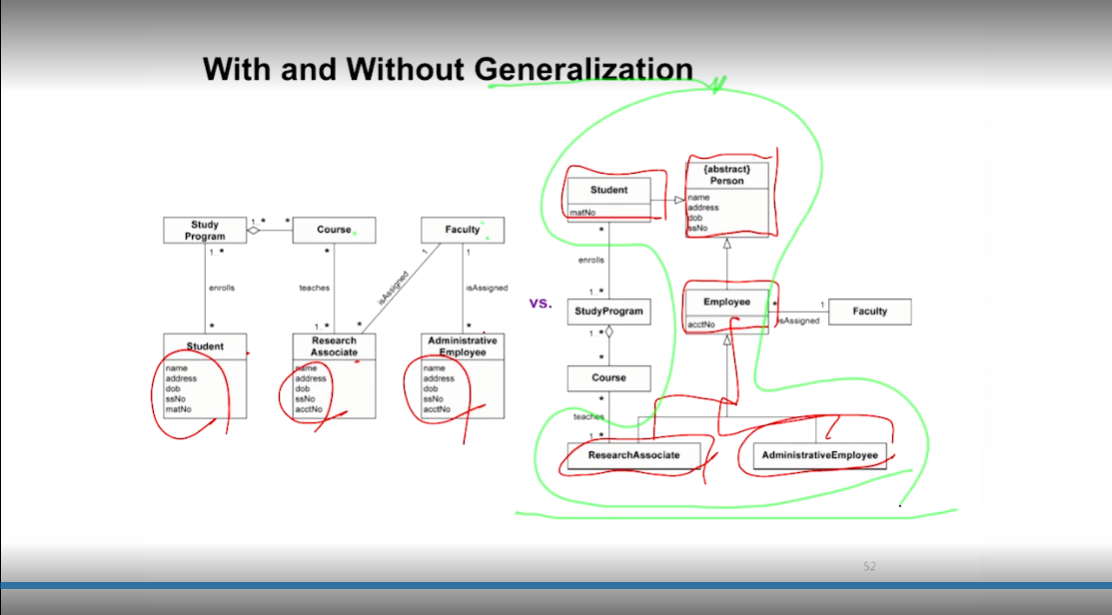 With and Without Generalization
Study
Program
1..*
*
Course
Faculty
1..*
enrolls
*
*
teaches
1..*
1
isAssigned
*
1
isAssigned
*
Student
name
address
dob
ssNo
matNo
Research
Associate
name
address
dob
ssNo
acctNo
Administrative
Employee
name
address
dob
ssNo
acctNo
vs.
Student
matNo
{abstract}
Person
name
address
dob
ssNo
*
enrolls
1..*
StudyProgram
1..*
*
Course
*
teaches
1..*
ResearchAssociate
Employee
acctNo
*
1
isAssigned
Faculty
AdministrativeEmployee
52